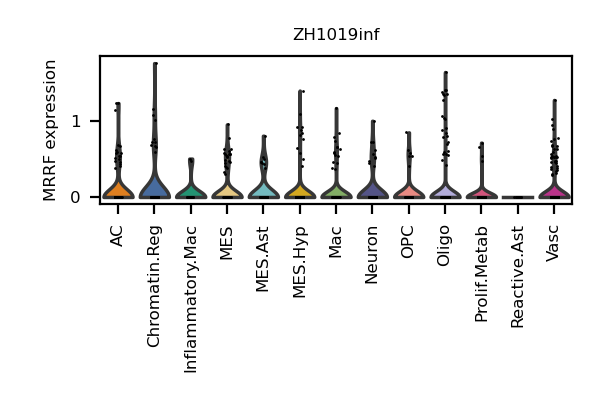 ZH1019inf
MRRF expression
1
0
AC
Chromatin.Reg
Inflammatory.Mac
MES
MES.Ast
MES.Hyp
Mac
Neuron
OPC
Oligo
Prolif.Metab
Reactive.Ast
Vasc